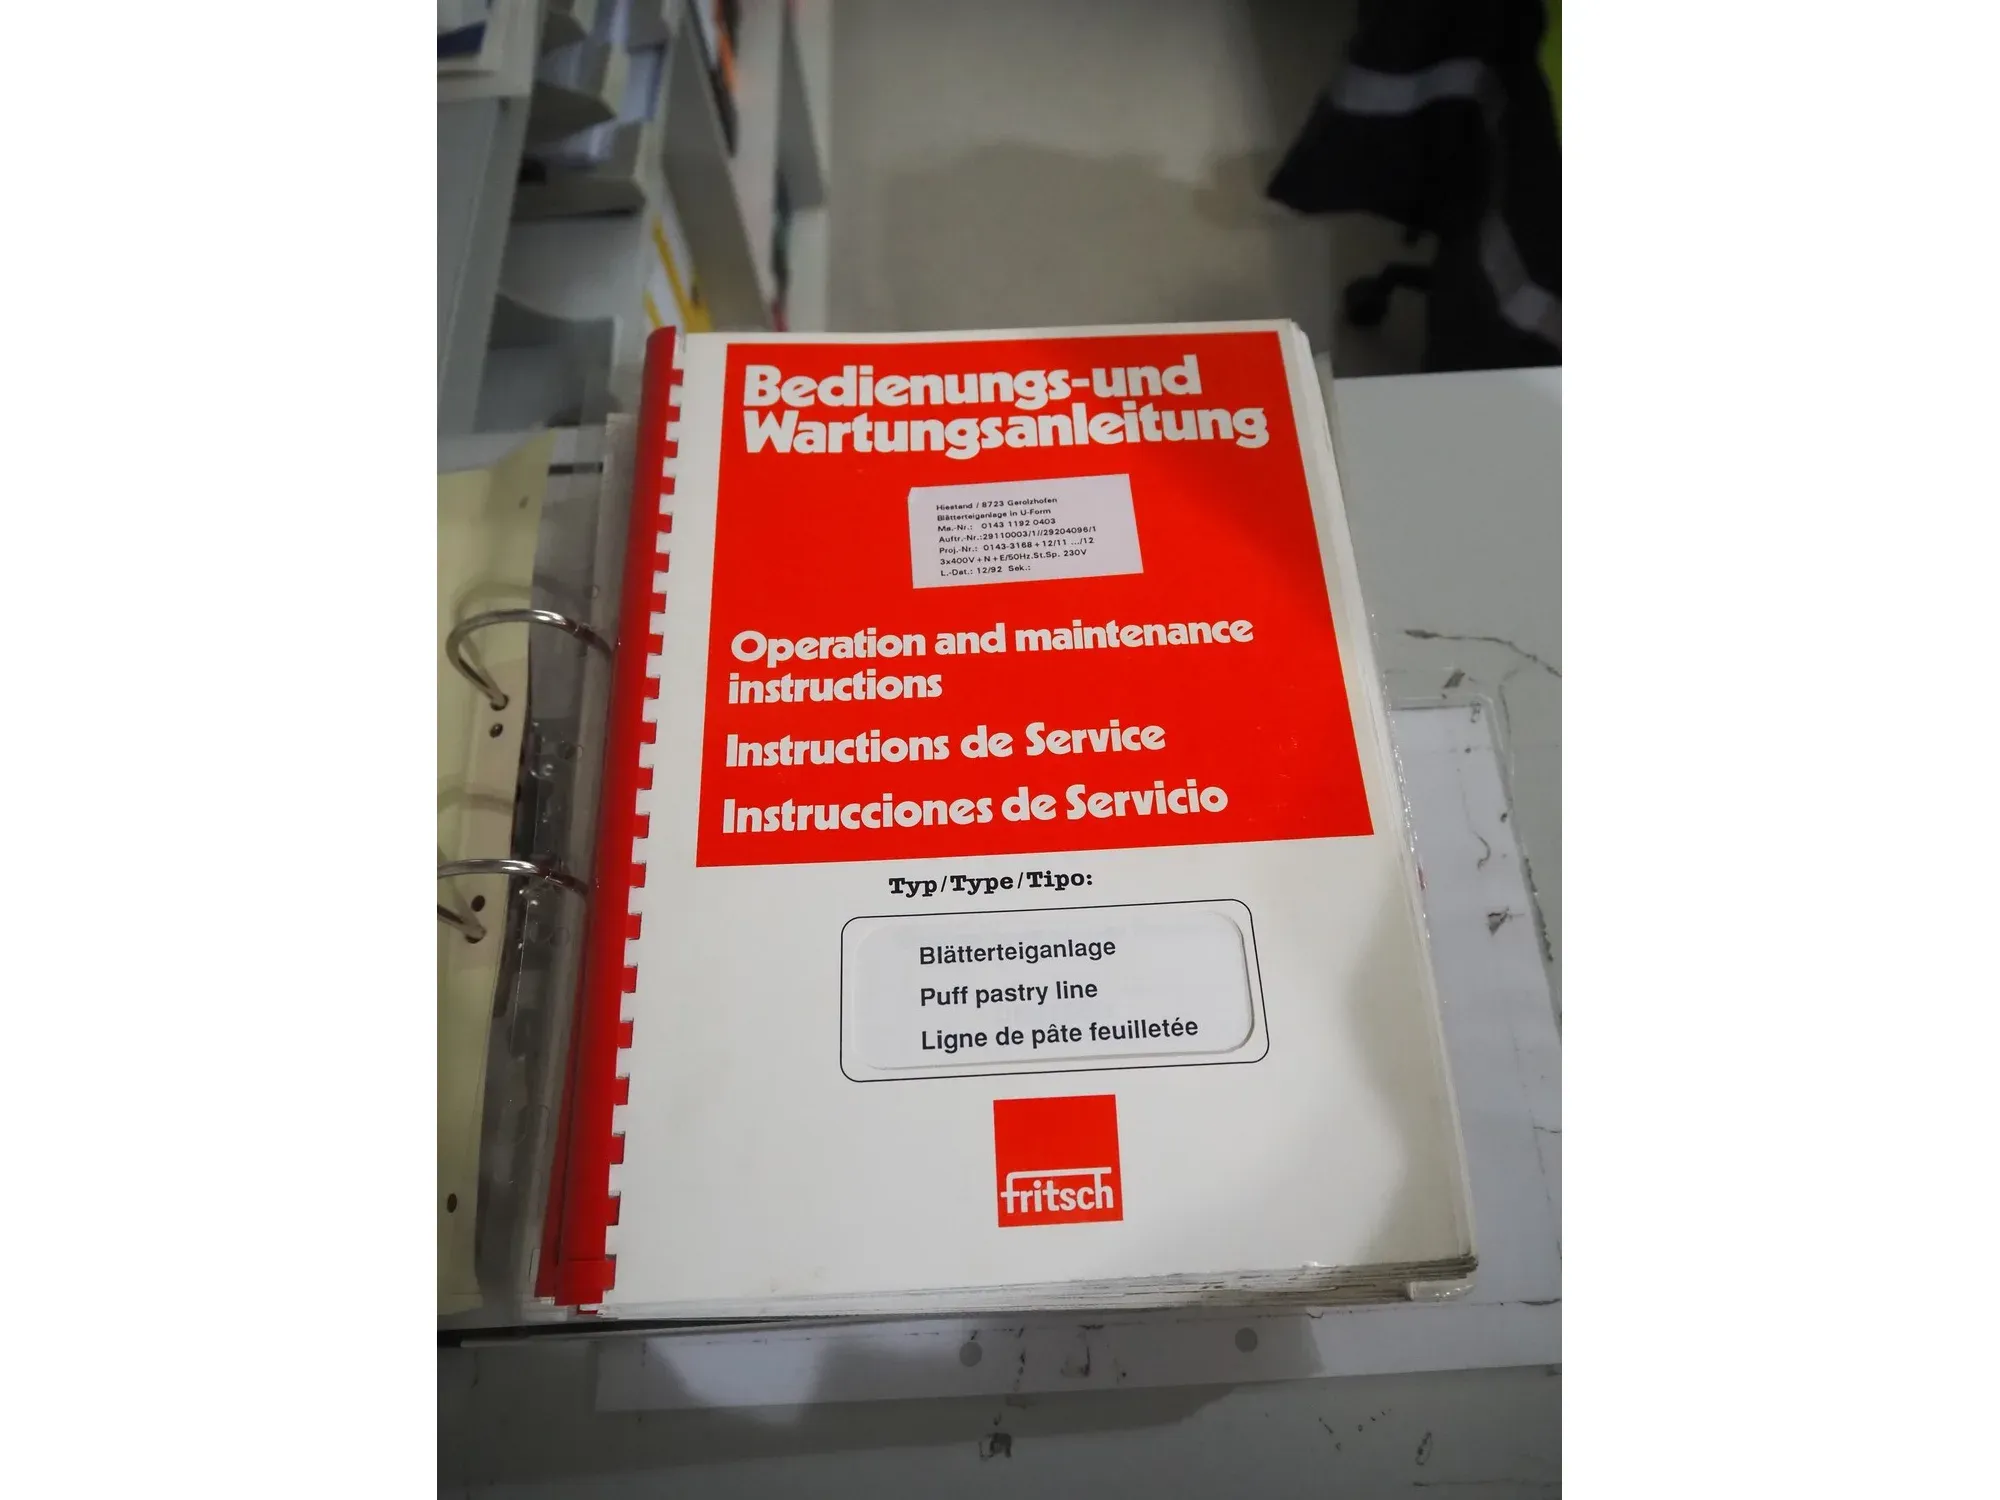 Bedienungs-und
Wartungsanleitung
Hiestand / 8723 Gerolzhofen
Blätterteiganlage in U-Form
Ma.-Nr.: 0143 1192 0403
Auftr.-Nr.:29110003/1//29204096/1
Proj.-Nr.: 0143-3168 + 12/11 .../12
3x400V + N + E/50Hz.St.Sp. 230V
L.-Dat.: 12/92 Sek.:
Operation and maintenance
instructions
Instructions de Service
Instrucciones de Servicio
Typ/Type/Tipo:
Blätterteiganlage
Puff pastry line
Ligne de pâte feuilletée
fritsch